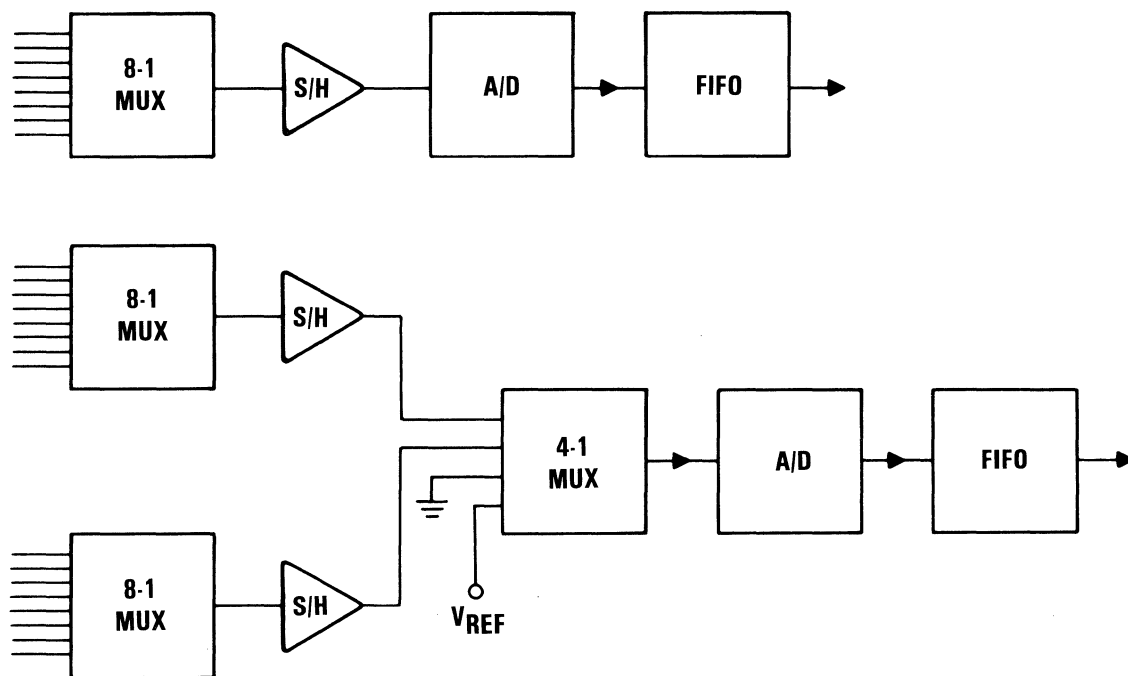 8-1
MUX
S/H
A/D
FIFO
8-1
MUX
S/H
4-1
MUX
A/D
FIFO
8-1
MUX
S/H
VREF